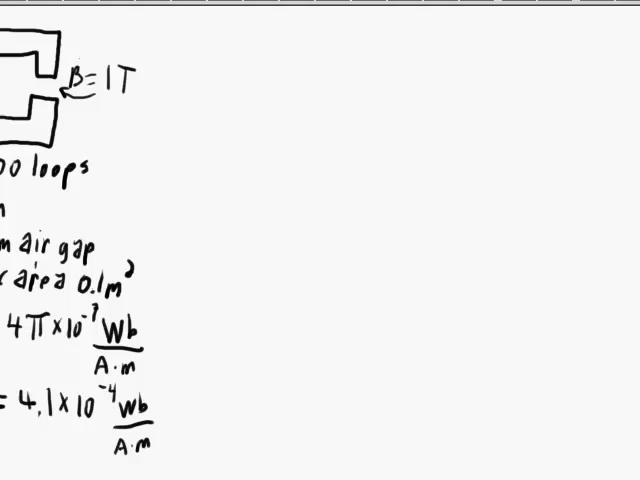 B = 1T
00 loops
m air gap
area 0.1m²
4π×10⁻⁷ Wb
A·m
= 4.1×10⁻⁴ Wb
A·m